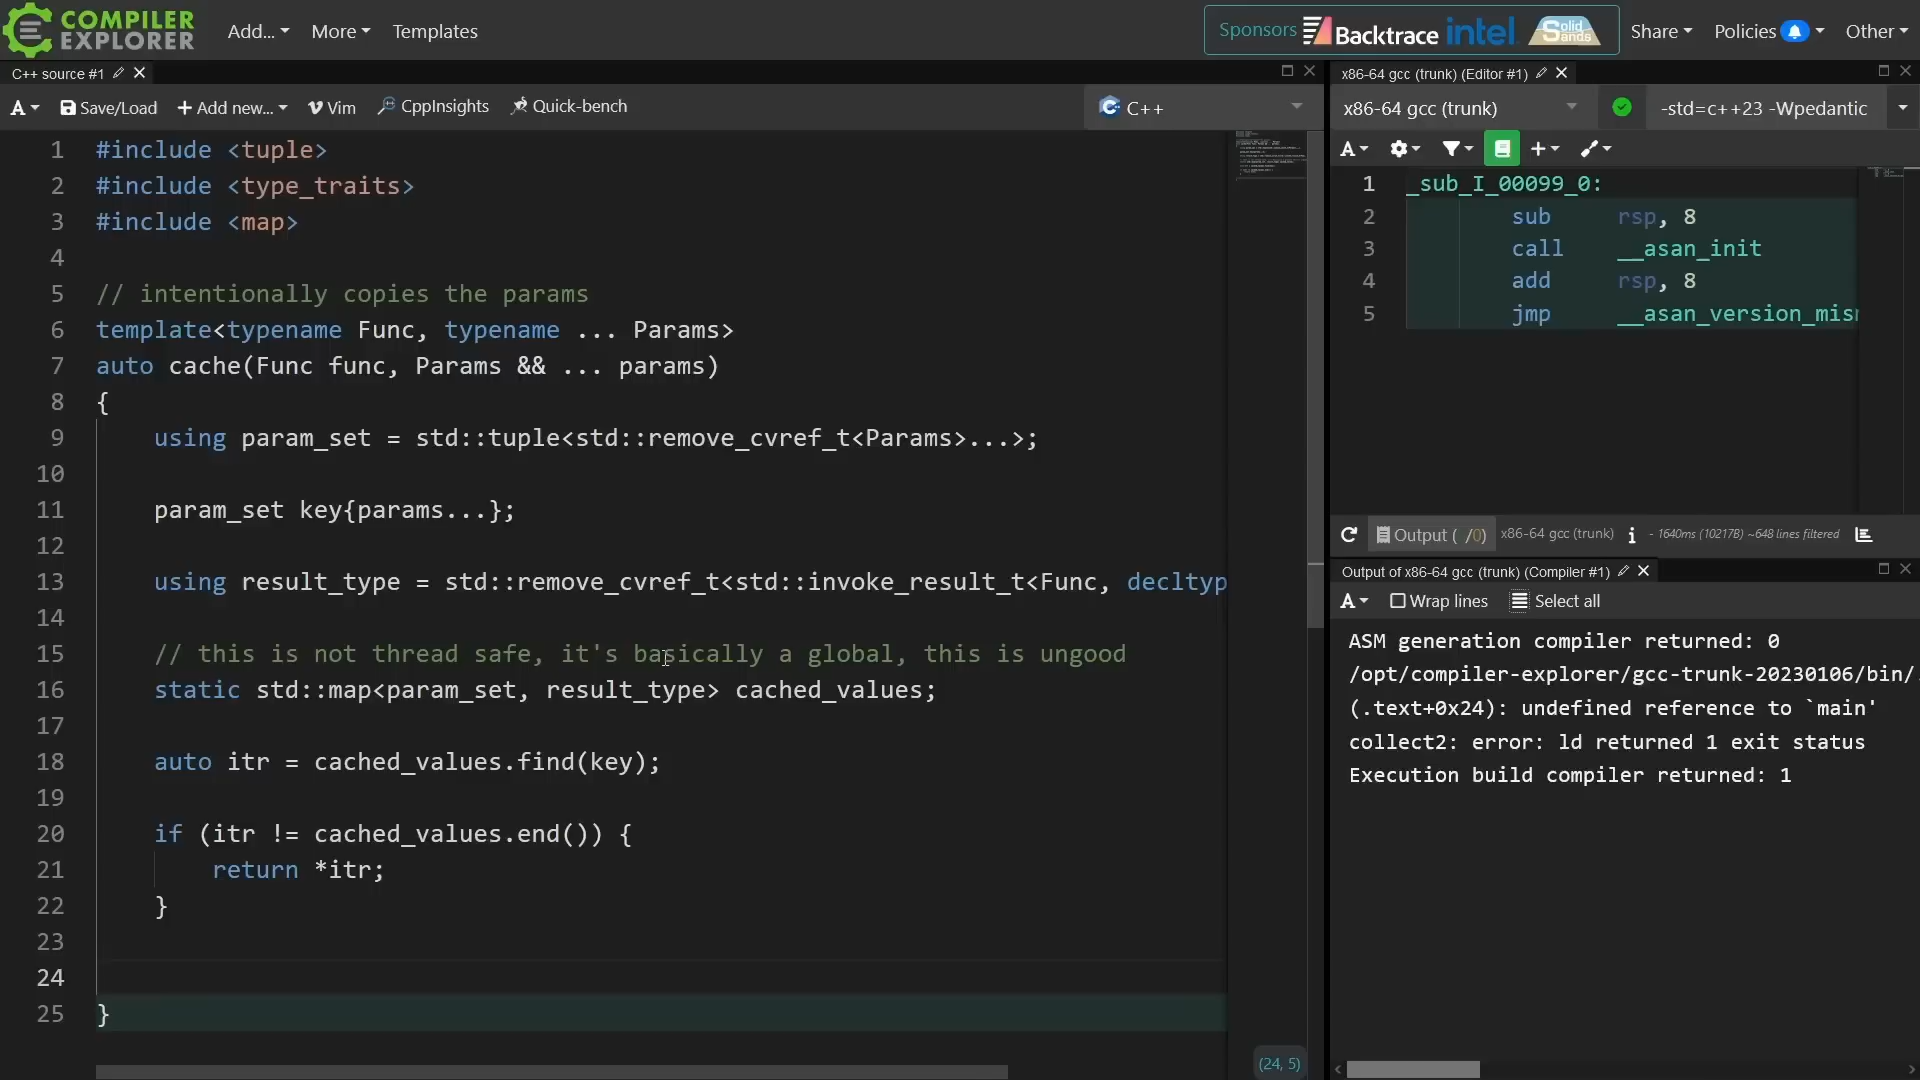 COMPILER
EXPLORER
Add...
More
Templates
Sponsors
Backtrace
intel
Solid
Sands
Share
Policies
Other
C++ source #1
A
Save/Load
+ Add new...
Vim
CppInsights
Quick-bench
C++
1 #include <tuple>
2 #include <type_traits>
3 #include <map>
4
5 // intentionally copies the params
6 template<typename Func, typename ... Params>
7 auto cache(Func func, Params && ... params)
8 {
9 using param_set = std::tuple<std::remove_cvref_t<Params>...>;
10
11 param_set key{params...};
12
13 using result_type = std::remove_cvref_t<std::invoke_result_t<Func, decltyp
14
15 // this is not thread safe, it's basically a global, this is ungood
16 static std::map<param_set, result_type> cached_values;
17
18 auto itr = cached_values.find(key);
19
20 if (itr != cached_values.end()) {
21 return *itr;
22 }
23
24
25 }
(24, 5)
x86-64 gcc (trunk) (Editor #1)
x86-64 gcc (trunk)
-std=c++23 -Wpedantic
A
1 _sub_I_00099_0:
2 sub rsp, 8
3 call __asan_init
4 add rsp, 8
5 jmp __asan_version_mis
Output ( /0) x86-64 gcc (trunk) i - 1640ms (10217B) ~648 lines filtered
Output of x86-64 gcc (trunk) (Compiler #1)
A Wrap lines Select all
ASM generation compiler returned: 0
/opt/compiler-explorer/gcc-trunk-20230106/bin/
(.text+0x24): undefined reference to `main'
collect2: error: ld returned 1 exit status
Execution build compiler returned: 1